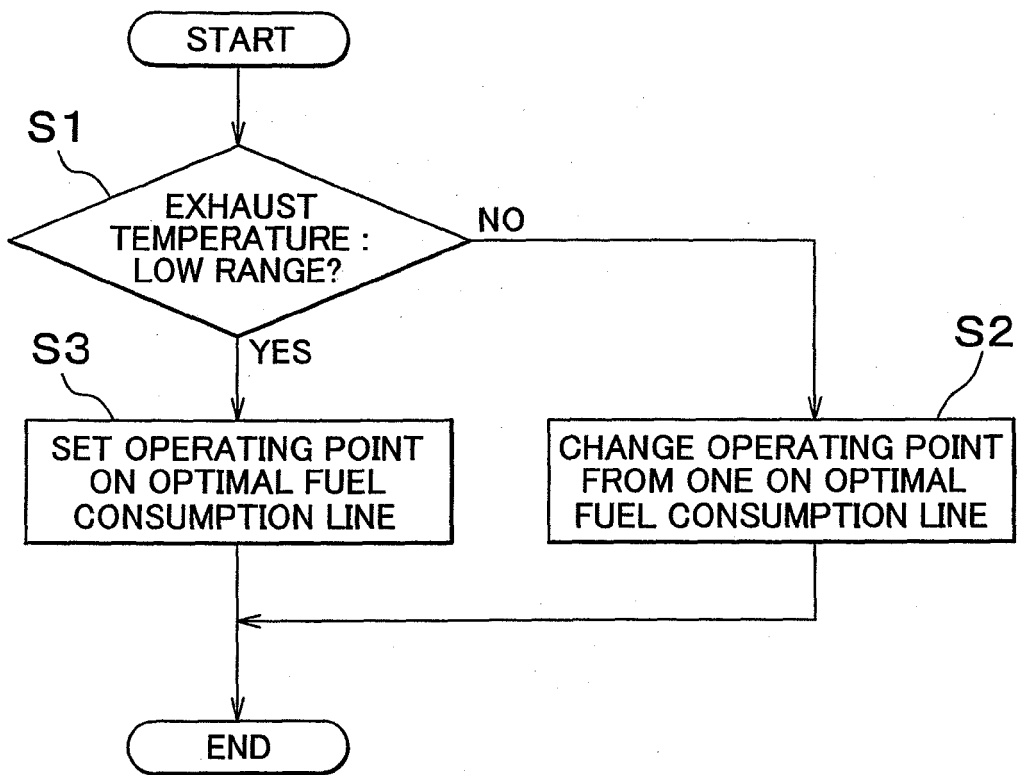 START
S1
EXHAUST
TEMPERATURE :
LOW RANGE?
NO
YES
S3
SET OPERATING POINT
ON OPTIMAL FUEL
CONSUMPTION LINE
S2
CHANGE OPERATING POINT
FROM ONE ON OPTIMAL
FUEL CONSUMPTION LINE
END